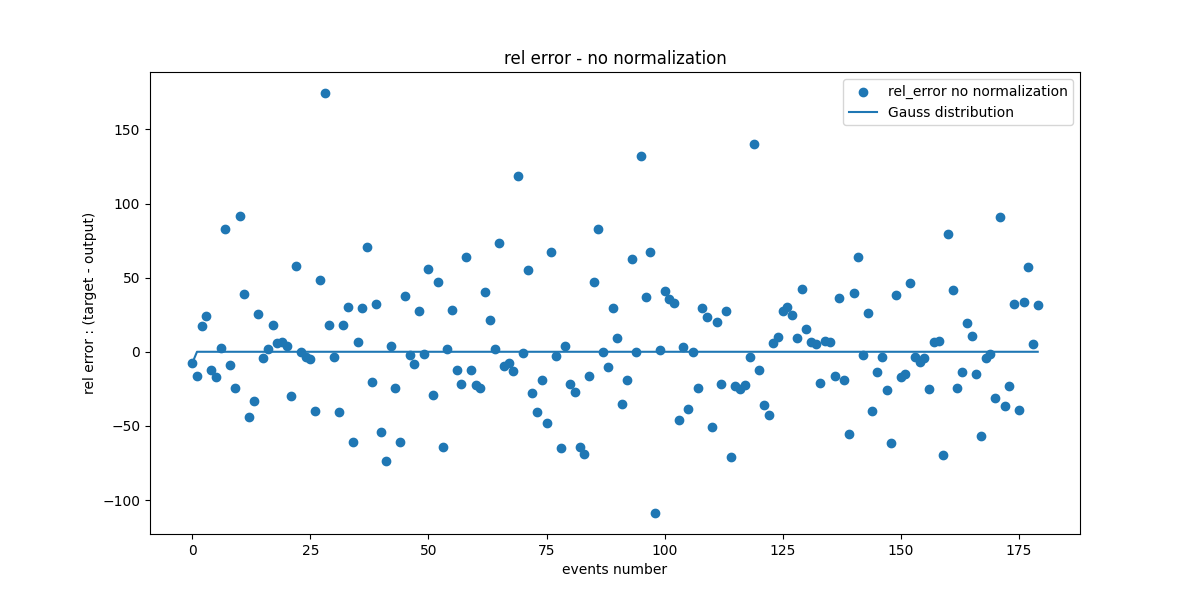 rel error - no normalization
rel_error no normalization
Gauss distribution
rel error : (target - output)
150
100
50
0
−50
−100
0 25 50 75 100 125 150 175
events number